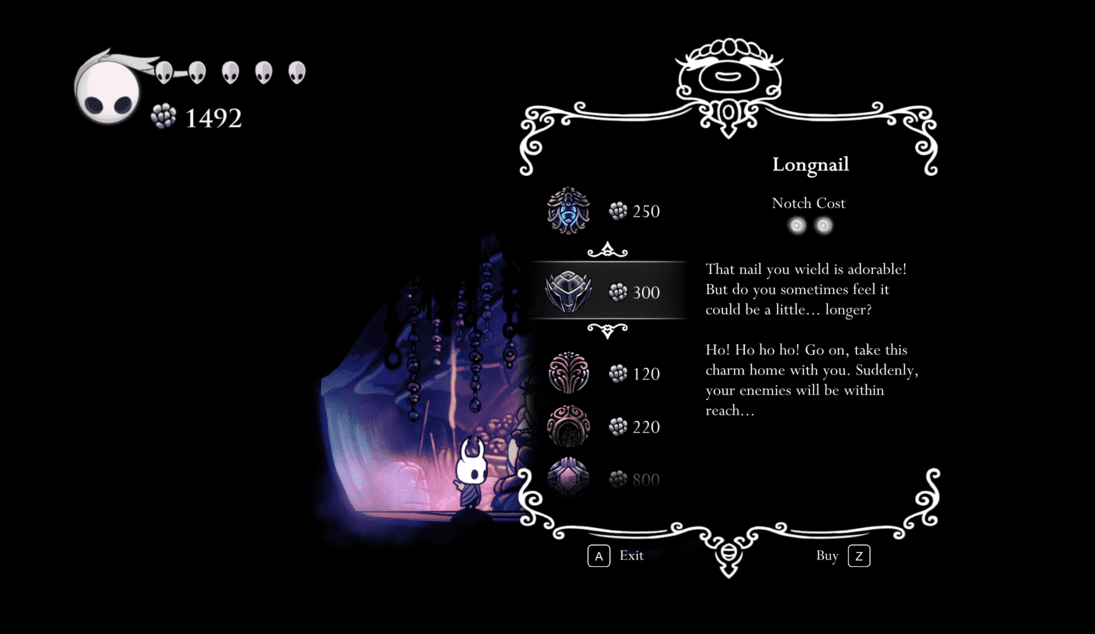 1492
Longnail
Notch Cost
250
300
120
220
800
That nail you wield is adorable!
But do you sometimes feel it
could be a little... longer?
Ho! Ho ho ho! Go on, take this
charm home with you. Suddenly,
your enemies will be within
reach...
A Exit
Buy Z